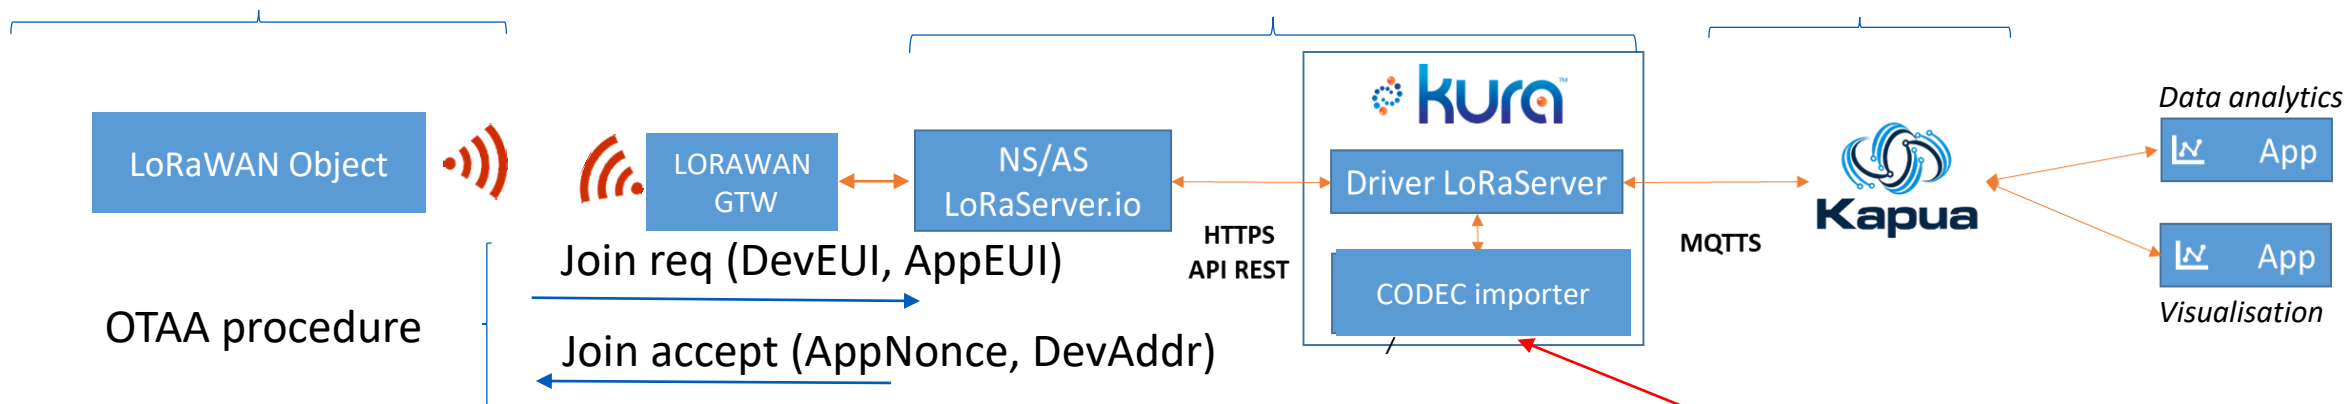 LoRaWAN Object
LORAWAN
GTW
NS/AS
LoRaServer.io
HTTPS
API REST
kura™
Driver LoRaServer
CODEC importer
/
MQTTS
Kapua
Data analytics
App
App
Visualisation
OTAA procedure
Join req (DevEUI, AppEUI)
Join accept (AppNonce, DevAddr)